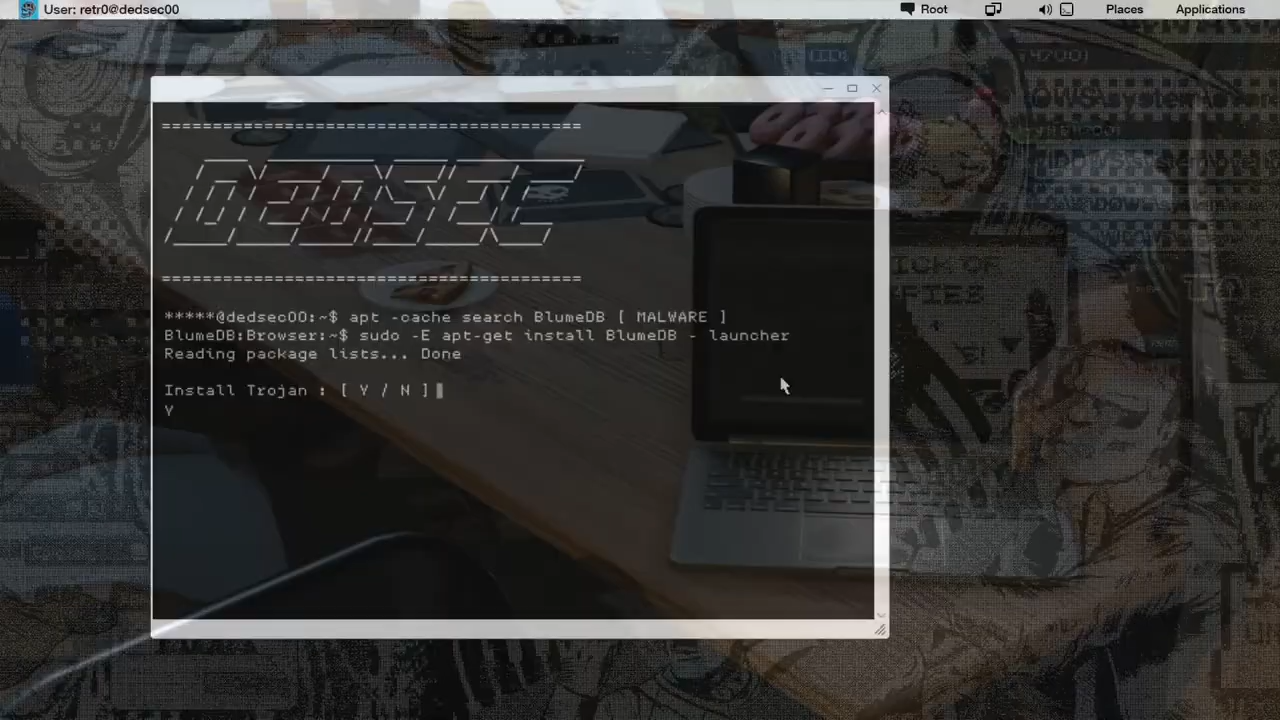 User: retr0@dedsec00
Root
Places
Applications
=========================================
DEDSEC
=========================================
*****@dedsec00:~$ apt -cache search BlumeDB [ MALWARE ]
BlumeDB:Browser:~$ sudo -E apt-get install BlumeDB - launcher
Reading package lists... Done
Install Trojan : [ Y / N ]
Y